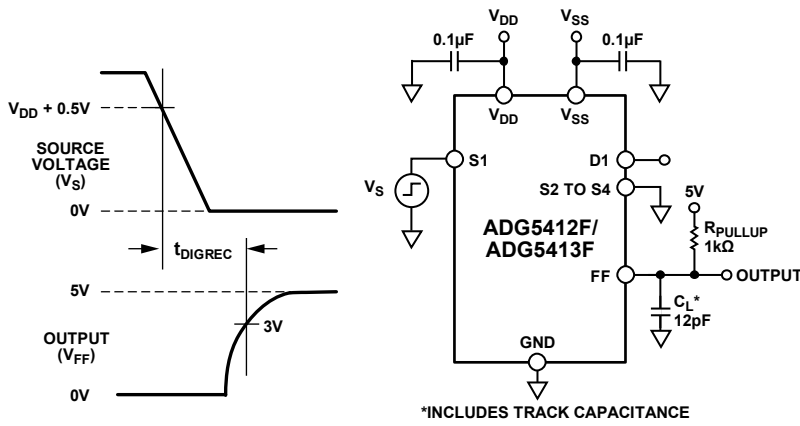 V_DD + 0.5V
SOURCE
VOLTAGE
(V_S)
0V
t_DIGREC
5V
OUTPUT
(V_FF)
0V
3V
V_DD
V_SS
0.1µF
0.1µF
V_DD
V_SS
S1
D1
V_S
S2 TO S4
5V
ADG5412F/
ADG5413F
R_PULLUP
1kΩ
FF
OUTPUT
C_L*
12pF
GND
*INCLUDES TRACK CAPACITANCE